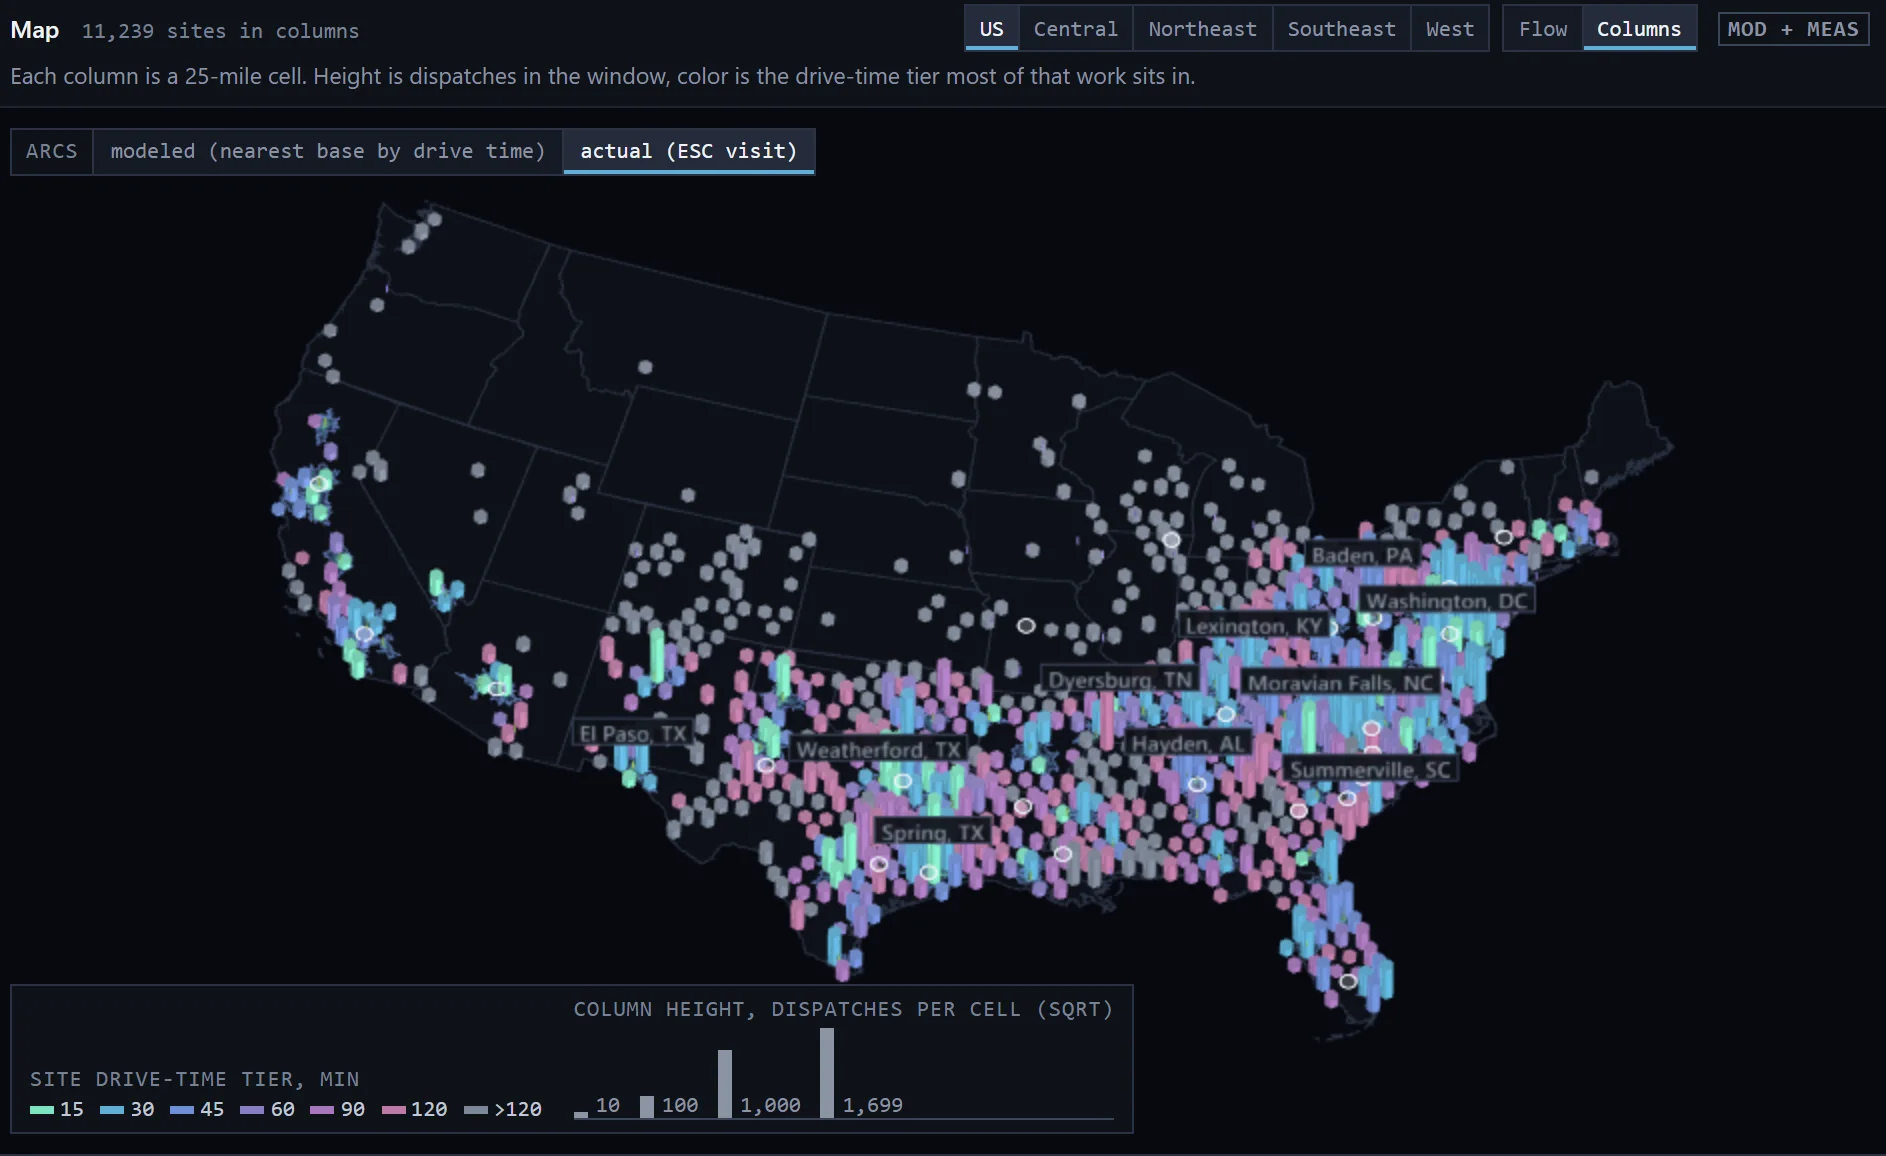 Map 11,239 sites in columns
US Central Northeast Southeast West Flow Columns MOD + MEAS
Each column is a 25-mile cell. Height is dispatches in the window, color is the drive-time tier most of that work sits in.
ARCS modeled (nearest base by drive time) actual (ESC visit)
Baden, PA
Washington, DC
Lexington, KY
Dyersburg, TN
Moravian Falls, NC
El Paso, TX
Weatherford, TX
Hayden, AL
Summerville, SC
Spring, TX
COLUMN HEIGHT, DISPATCHES PER CELL (SQRT)
10 100 1,000 1,699
SITE DRIVE-TIME TIER, MIN
15 30 45 60 90 120 >120